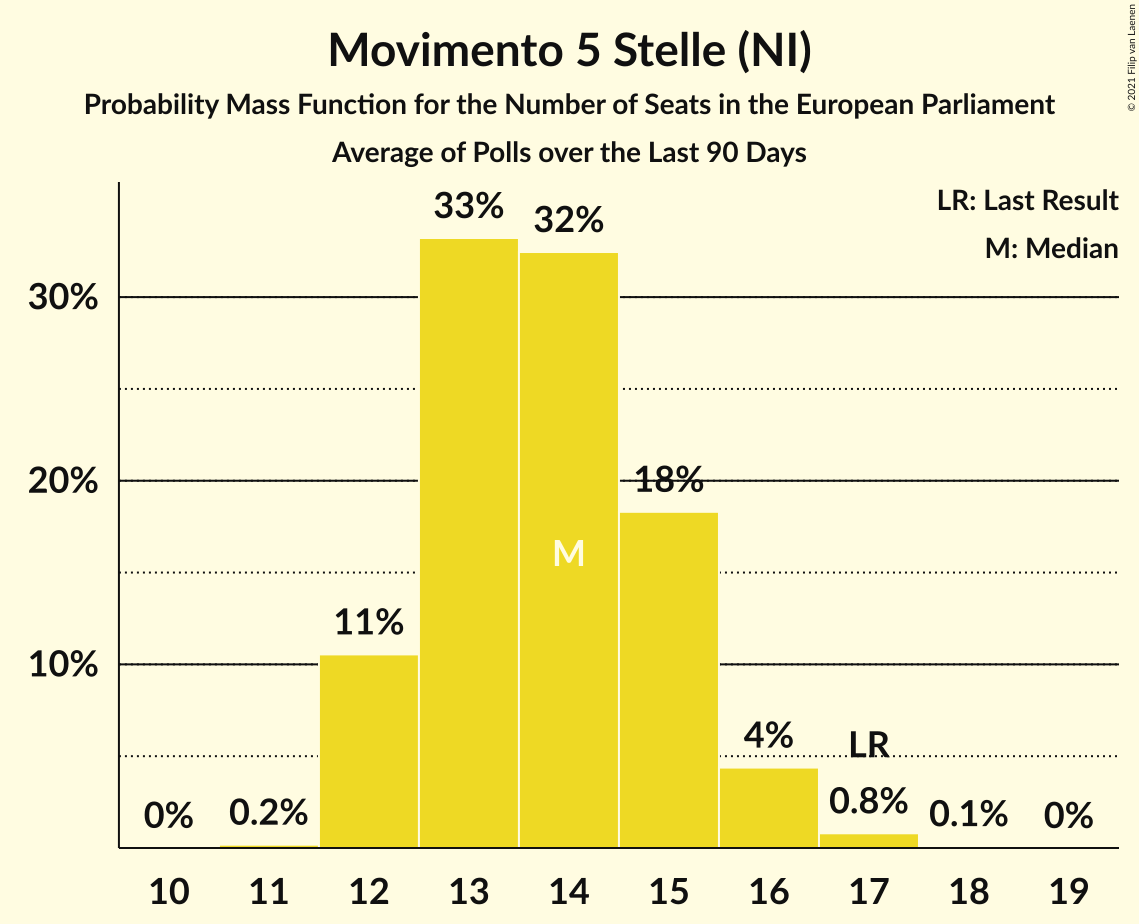 Movimento 5 Stelle (NI)
Probability Mass Function for the Number of Seats in the European Parliament
Average of Polls over the Last 90 Days
© 2021 Filip van Laenen
LR: Last Result
M: Median
33%
32%
30%
20%
18%
M
11%
10%
4%
LR
0%
0.2%
0.8%
0.1%
0%
10 11 12 13 14 15 16 17 18 19